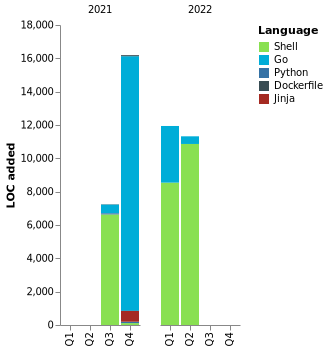 2021 2022
Language
Shell
Go
Python
Dockerfile
Jinja
LOC added
18,000
16,000
14,000
12,000
10,000
8,000
6,000
4,000
2,000
0
Q1 Q2 Q3 Q4 Q1 Q2 Q3 Q4